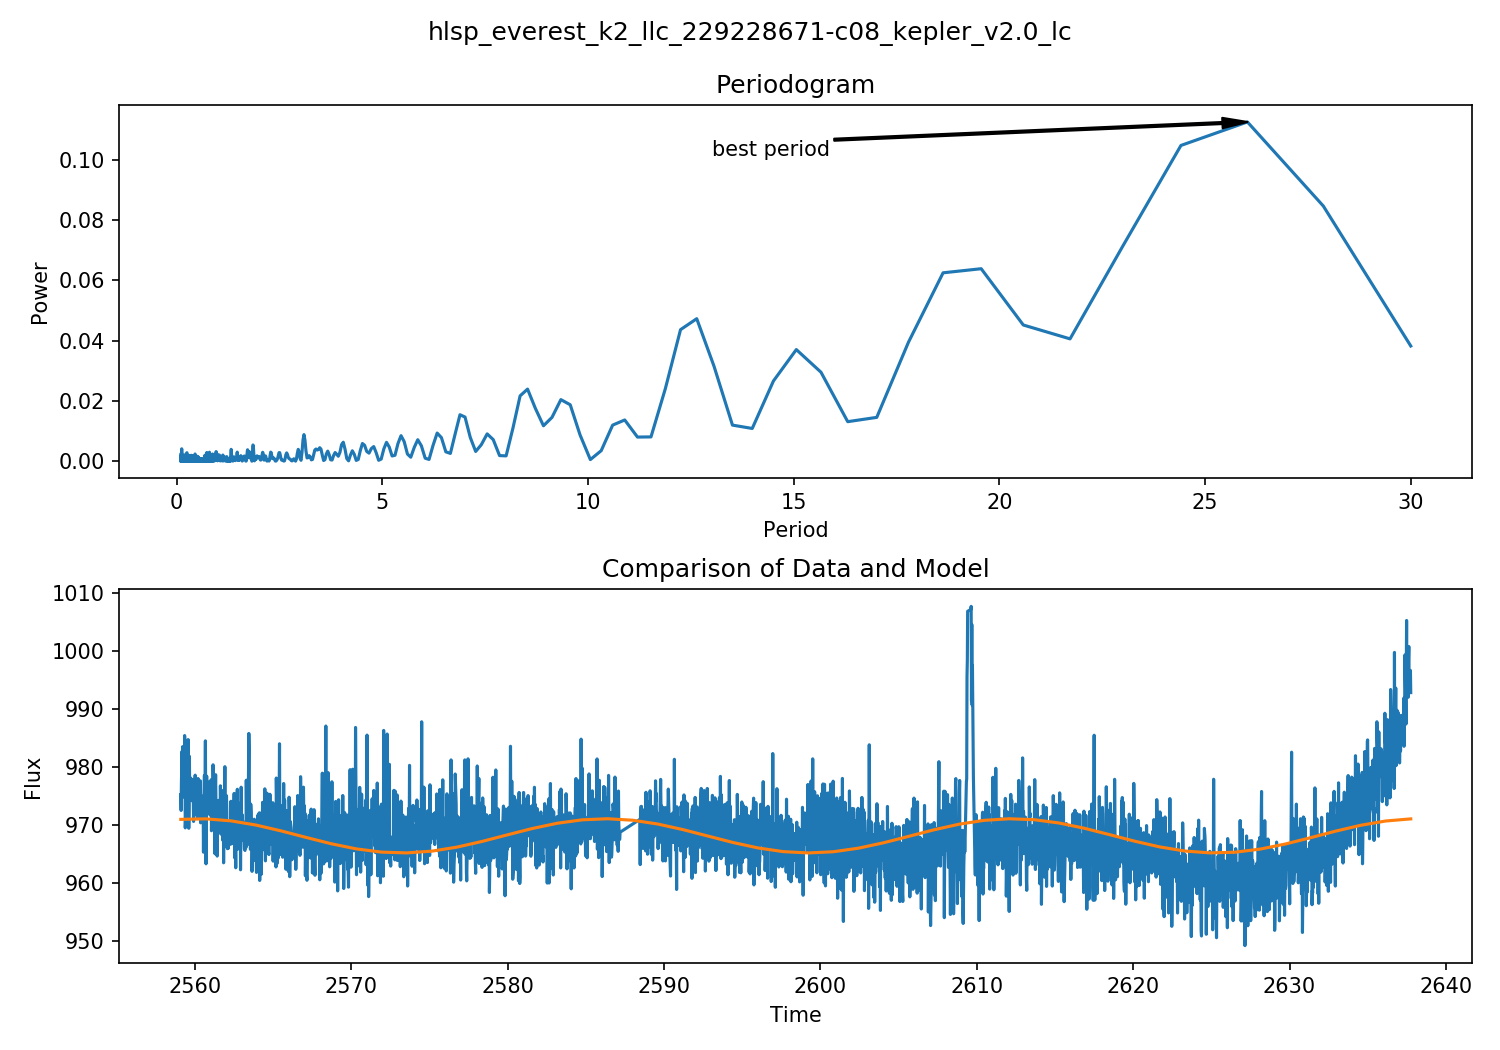 hlsp_everest_k2_llc_229228671-c08_kepler_v2.0_lc
Periodogram
best period
0.10
0.08
0.06
0.04
0.02
0.00
Power
0 5 10 15 20 25 30
Period
Comparison of Data and Model
1010
1000
990
980
970
960
950
Flux
2560 2570 2580 2590 2600 2610 2620 2630 2640
Time